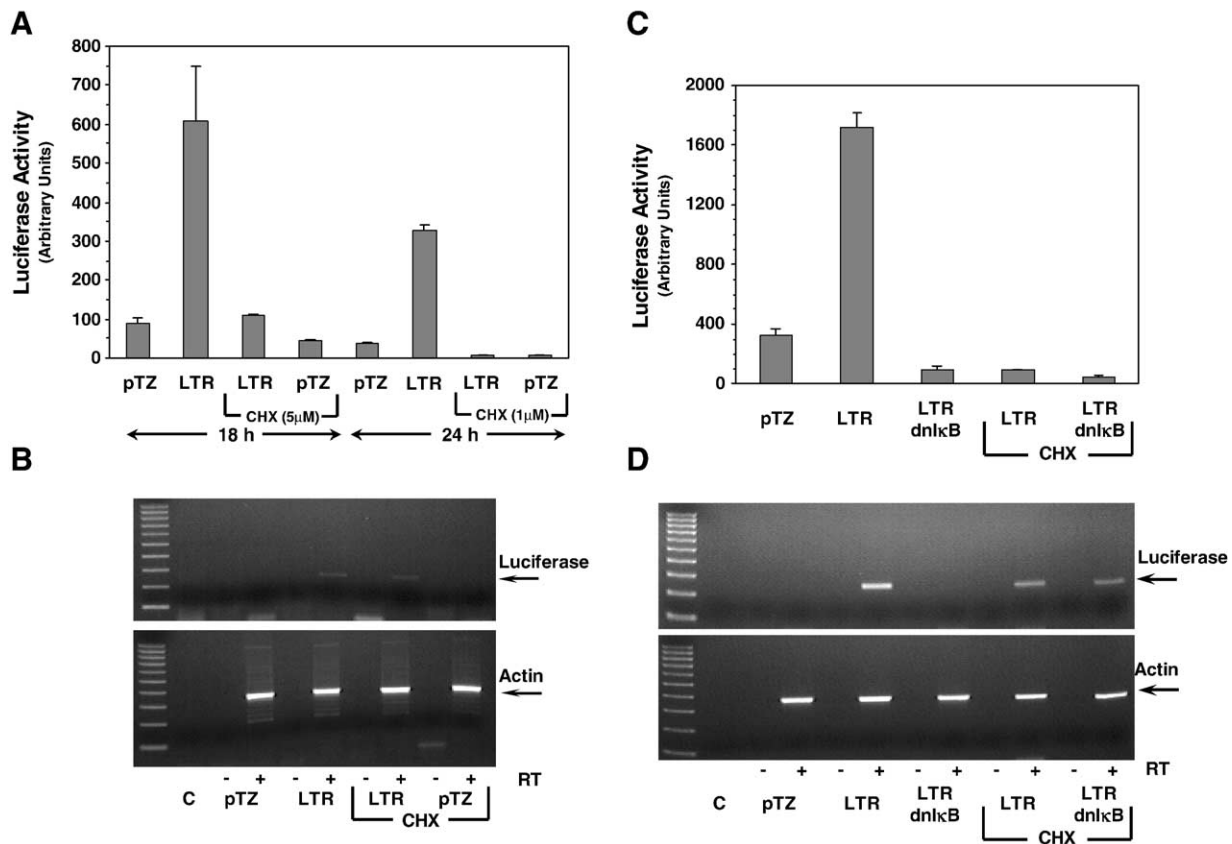 A
Luciferase Activity
(Arbitrary Units)
800
700
600
500
400
300
200
100
0
pTZ LTR LTR pTZ pTZ LTR LTR pTZ
CHX (5µM) CHX (1µM)
18 h 24 h
B
Luciferase
Actin
- + - + - + - + RT
C pTZ LTR LTR pTZ
CHX
C
Luciferase Activity
(Arbitrary Units)
2000
1600
1200
800
400
0
pTZ LTR LTR LTR LTR
dnIκB dnIκB
CHX
D
Luciferase
Actin
- + - + - + - + - + RT
C pTZ LTR LTR LTR LTR
dnIκB dnIκB
CHX